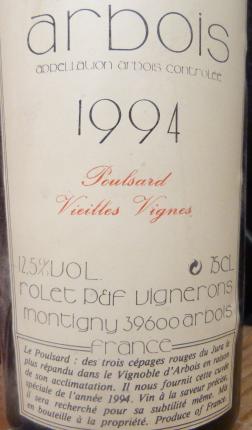 arbois
APPELLATION ARBOIS CONTRÔLÉE
1994
Poulsard
Vieilles Vignes
12,5%VOL. 75CL
rolet p&f vignerons
montigny 39600 arbois
france
Le Poulsard : des trois cépages rouges du Jura le
plus répandu dans le Vignoble d'Arbois en raison
de son acclimatation. Il nous fournit cette cuvée
spéciale de l'année 1994. Vin à la saveur précise
il sera recherché pour sa subtilité même. Mis
en bouteille à la propriété. Produce of France.